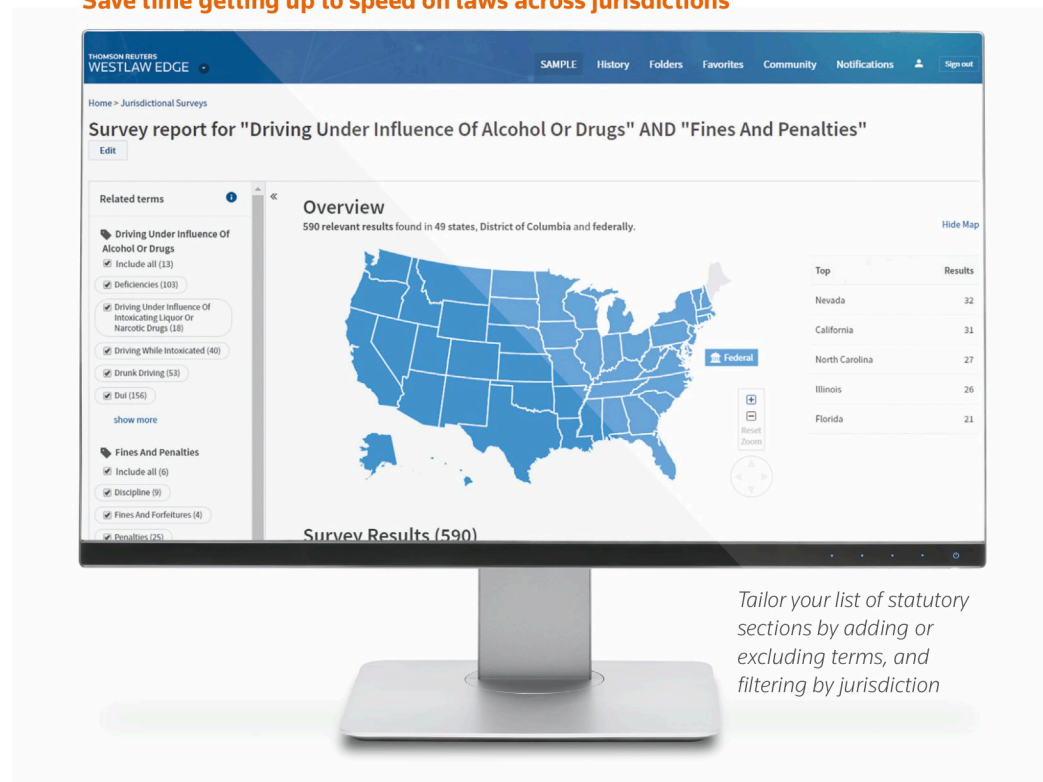 Save time getting up to speed on laws across jurisdictions
THOMSON REUTERS
WESTLAW EDGE
SAMPLE History Folders Favorites Community Notifications Sign out
Home > Jurisdictional Surveys
Survey report for "Driving Under Influence Of Alcohol Or Drugs" AND "Fines And Penalties"
Edit
Related terms
Driving Under Influence Of
Alcohol Or Drugs
Include all (13)
Deficiencies (103)
Driving Under Influence Of
Intoxicating Liquor Or
Narcotic Drugs (18)
Driving While Intoxicated (40)
Drunk Driving (53)
Dui (156)
show more
Fines And Penalties
Include all (6)
Discipline (9)
Fines And Forfeitures (4)
Penalties (25)
Overview
590 relevant results found in 49 states, District of Columbia and federally.
Hide Map
Federal
Reset
Zoom
Top Results
Nevada 32
California 31
North Carolina 27
Illinois 26
Florida 21
Survey Results (590)
Tailor your list of statutory
sections by adding or
excluding terms, and
filtering by jurisdiction